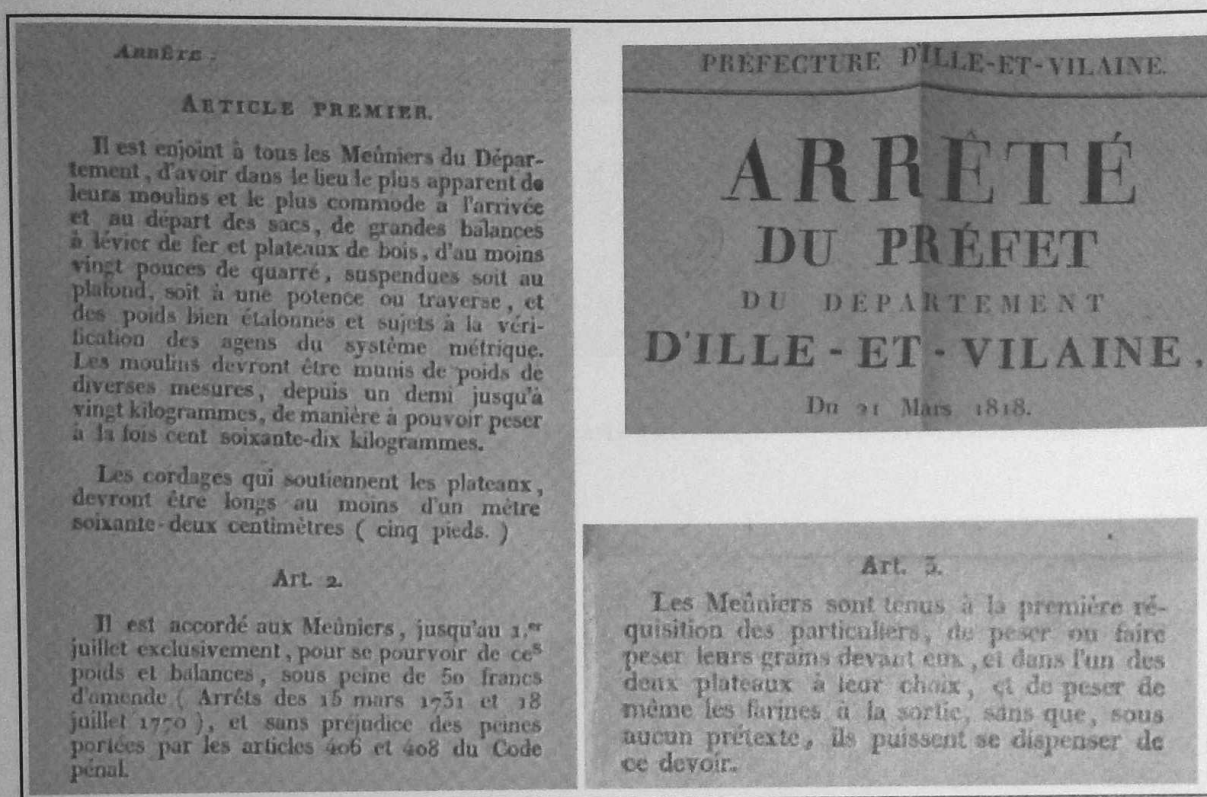 PRÉFECTURE D'ILLE-ET-VILAINE.
ARRÊTÉ
DU PRÉFET
DU DÉPARTEMENT
D'ILLE-ET-VILAINE,
Du 21 Mars 1818.
ARRÊTE :
ARTICLE PREMIER.
Il est enjoint à tous les Meûniers du Dépar-
tement, d'avoir dans le lieu le plus apparent de
leurs moulins et le plus commode à l'arrivée
et au départ des sacs, de grandes balances
à lévier de fer et plateaux de bois, d'au moins
vingt pouces de quarré, suspendues soit au
plafond, soit à une potence ou traverse, et
des poids bien étalonnés et sujets à la véri-
fication des agens du système métrique.
Les moulins devront être munis de poids de
diverses mesures, depuis un demi jusqu'à
vingt kilogrammes, de manière à pouvoir peser
à la fois cent soixante-dix kilogrammes.
Les cordages qui soutiennent les plateaux,
devront être longs au moins d'un mètre
soixante-deux centimètres ( cinq pieds. )
Art. 2.
Il est accordé aux Meûniers, jusqu'au 1.er
juillet exclusivement, pour se pourvoir de ces
poids et balances, sous peine de 50 francs
d'amende ( Arrêts des 15 mars 1731 et 18
juillet 1770 ), et sans préjudice des peines
portées par les articles 406 et 408 du Code
pénal.
Art. 3.
Les Meûniers sont tenus à la première ré-
quisition des particuliers, de peser ou faire
peser leurs grains devant eux, et dans l'un des
deux plateaux à leur choix, et de peser de
même les farines à la sortie, sans que, sous
aucun prétexte, ils puissent se dispenser de
ce devoir.